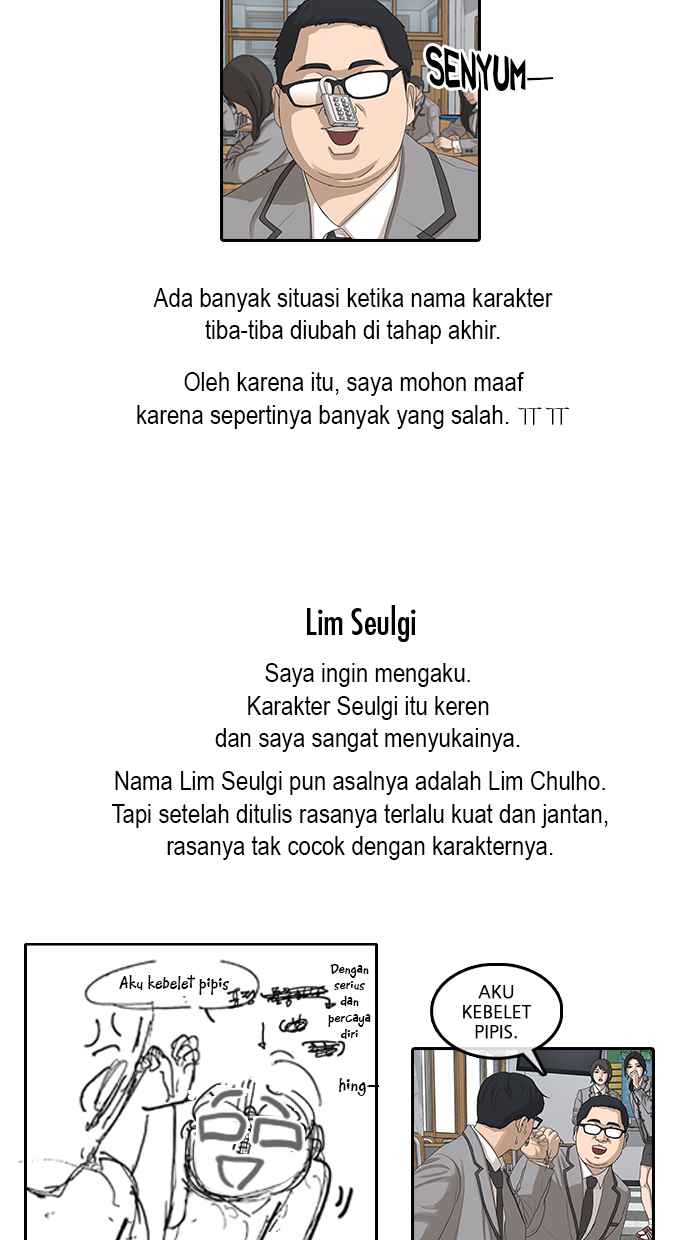 SENYUM
Ada banyak situasi ketika nama karakter
tiba-tiba diubah di tahap akhir.
Oleh karena itu, saya mohon maaf
karena sepertinya banyak yang salah. ㅠㅠ
Lim Seulgi
Saya ingin mengaku.
Karakter Seulgi itu keren
dan saya sangat menyukainya.
Nama Lim Seulgi pun asalnya adalah Lim Chulho.
Tapi setelah ditulis rasanya terlalu kuat dan jantan,
rasanya tak cocok dengan karakternya.
Aku kebelet pipis
Dengan
serius
dan
percaya
diri
hing
AKU
KEBELET
PIPIS.